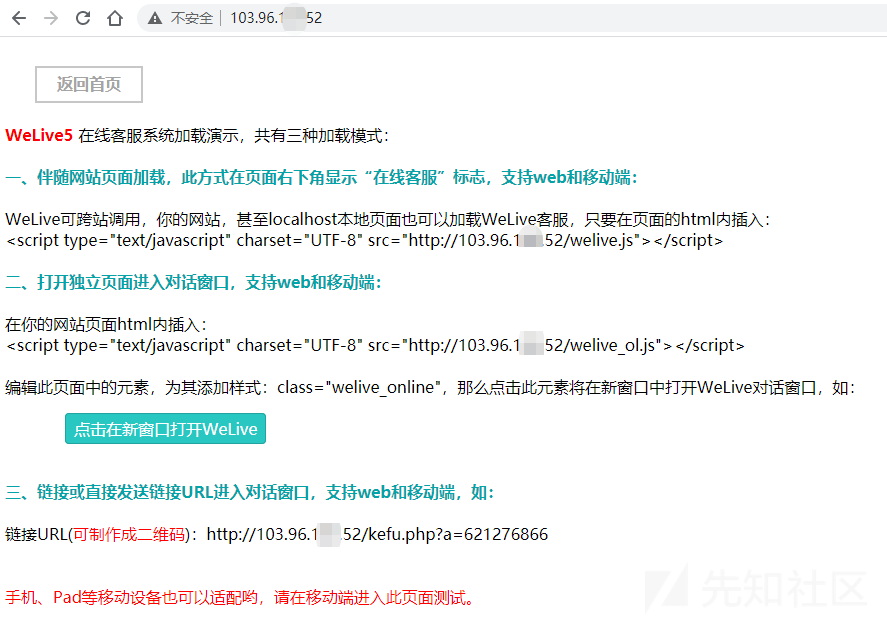 不安全 | 103.96.1 52
返回首页
WeLive5 在线客服系统加载演示，共有三种加载模式：
一、伴随网站页面加载，此方式在页面右下角显示“在线客服”标志，支持web和移动端：
WeLive可跨站调用，你的网站，甚至localhost本地页面也可以加载WeLive客服，只要在页面的html内插入：
<script type="text/javascript" charset="UTF-8" src="http://103.96.1 .52/welive.js"></script>
二、打开独立页面进入对话窗口，支持web和移动端：
在你的网站页面html内插入：
<script type="text/javascript" charset="UTF-8" src="http://103.96.1 52/welive_ol.js"></script>
编辑此页面中的元素，为其添加样式：class="welive_online"，那么点击此元素将在新窗口中打开WeLive对话窗口，如：
点击在新窗口打开WeLive
三、链接或直接发送链接URL进入对话窗口，支持web和移动端，如：
链接URL(可制作成二维码)：http://103.96.1 .52/kefu.php?a=621276866
手机、Pad等移动设备也可以适配哟，请在移动端进入此页面测试。
先知社区